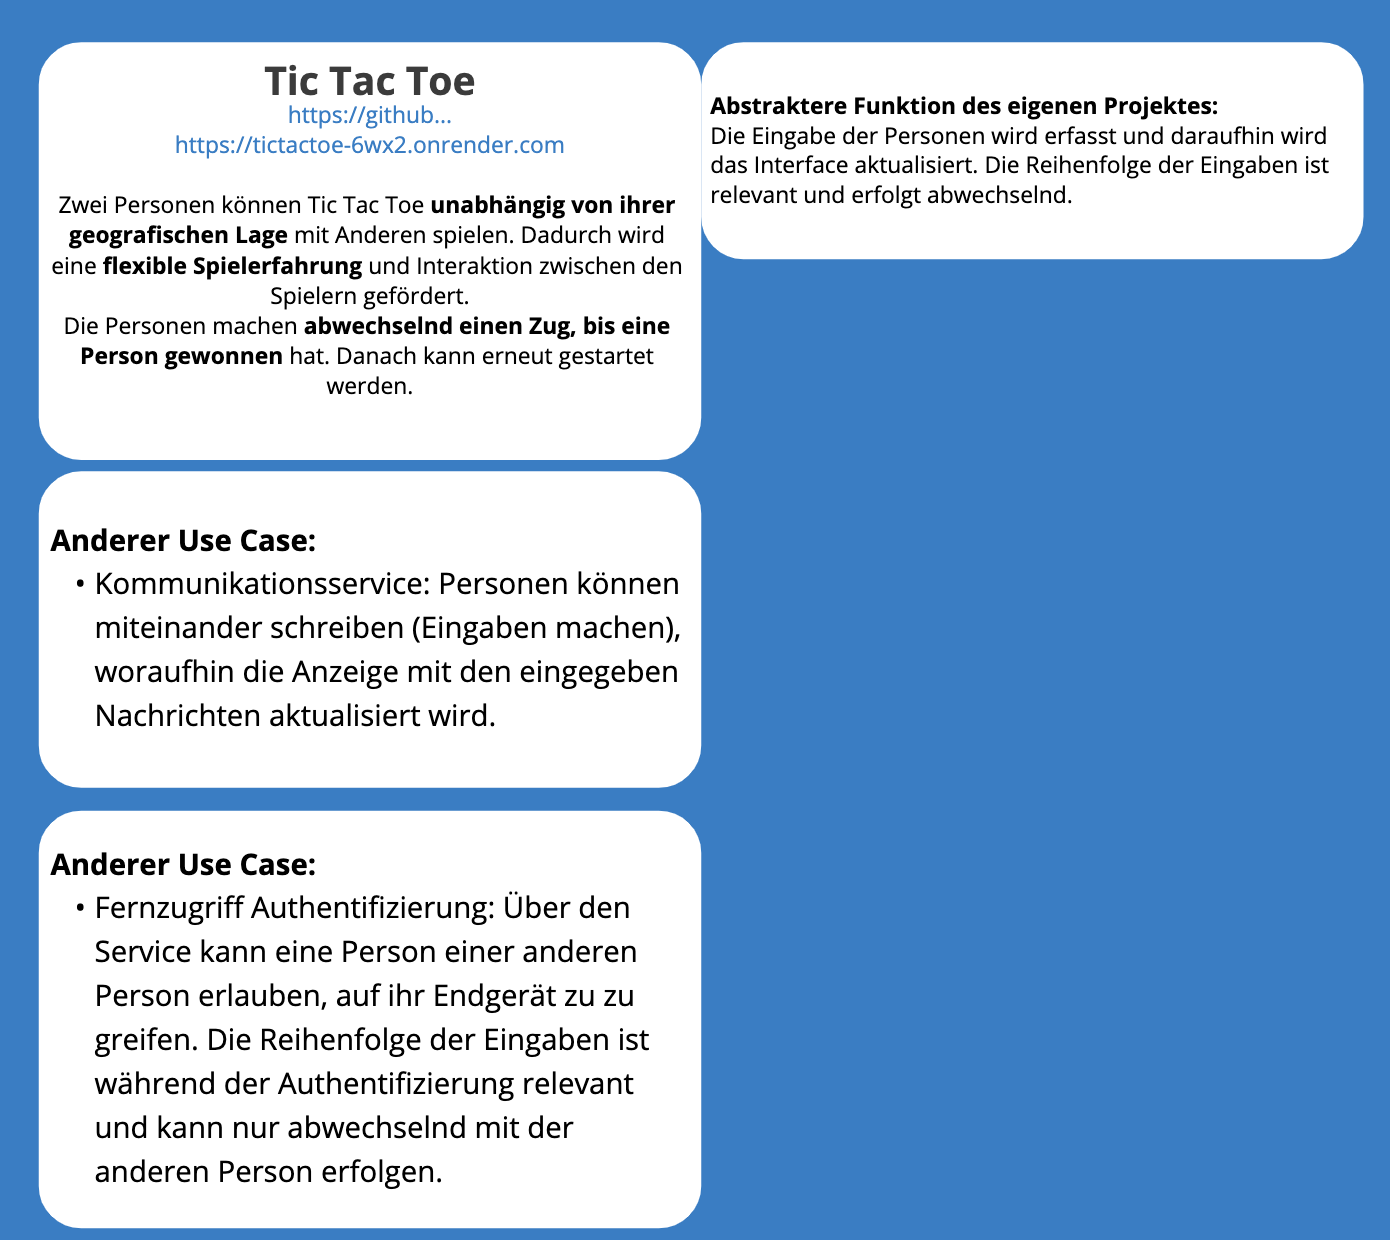 Tic Tac Toe
https://github...
https://tictactoe-6wx2.onrender.com
Zwei Personen können Tic Tac Toe unabhängig von ihrer
geografischen Lage mit Anderen spielen. Dadurch wird
eine flexible Spielerfahrung und Interaktion zwischen den
Spielern gefördert.
Die Personen machen abwechselnd einen Zug, bis eine
Person gewonnen hat. Danach kann erneut gestartet
werden.
Abstraktere Funktion des eigenen Projektes:
Die Eingabe der Personen wird erfasst und daraufhin wird
das Interface aktualisiert. Die Reihenfolge der Eingaben ist
relevant und erfolgt abwechselnd.
Anderer Use Case:
• Kommunikationsservice: Personen können
miteinander schreiben (Eingaben machen),
woraufhin die Anzeige mit den eingegeben
Nachrichten aktualisiert wird.
Anderer Use Case:
• Fernzugriff Authentifizierung: Über den
Service kann eine Person einer anderen
Person erlauben, auf ihr Endgerät zu zu
greifen. Die Reihenfolge der Eingaben ist
während der Authentifizierung relevant
und kann nur abwechselnd mit der
anderen Person erfolgen.